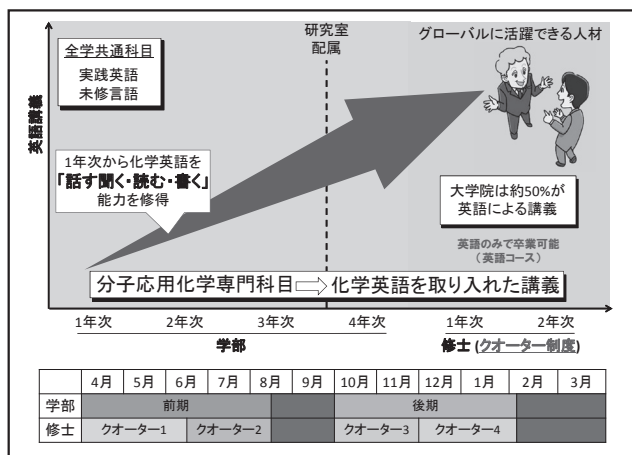 全学共通科目
実践英語
未修言語
研究室
配属
グローバルに活躍できる人材
英語講義
1年次から化学英語を
「話す聞く・読む・書く」
能力を修得
大学院は約50%が
英語による講義
英語のみで卒業可能
(英語コース)
分子応用化学専門科目⇨化学英語を取り入れた講義
1年次 2年次 3年次 4年次 1年次 2年次
学部 修士 (クオーター制度)
4月 5月 6月 7月 8月 9月 10月 11月 12月 1月 2月 3月
学部 前期 後期
修士 クオーター1 クオーター2 クオーター3 クオーター4